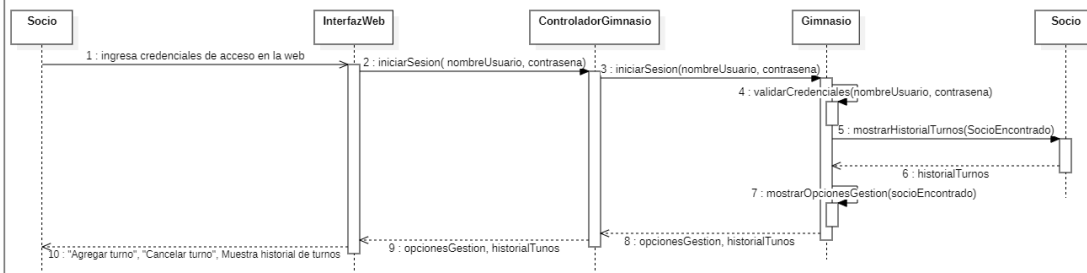 Socio
InterfazWeb
ControladorGimnasio
Gimnasio
Socio
1 : ingresa credenciales de acceso en la web
2 : iniciarSesion( nombreUsuario, contrasena)
3 : iniciarSesion(nombreUsuario, contrasena)
4 : validarCredenciales(nombreUsuario, contrasena)
5 : mostrarHistorialTurnos(SocioEncontrado)
6 : historialTurnos
7 : mostrarOpcionesGestion(socioEncontrado)
8 : opcionesGestion, historialTunos
9 : opcionesGestion, historialTunos
10 : "Agregar turno", "Cancelar turno", Muestra historial de turnos